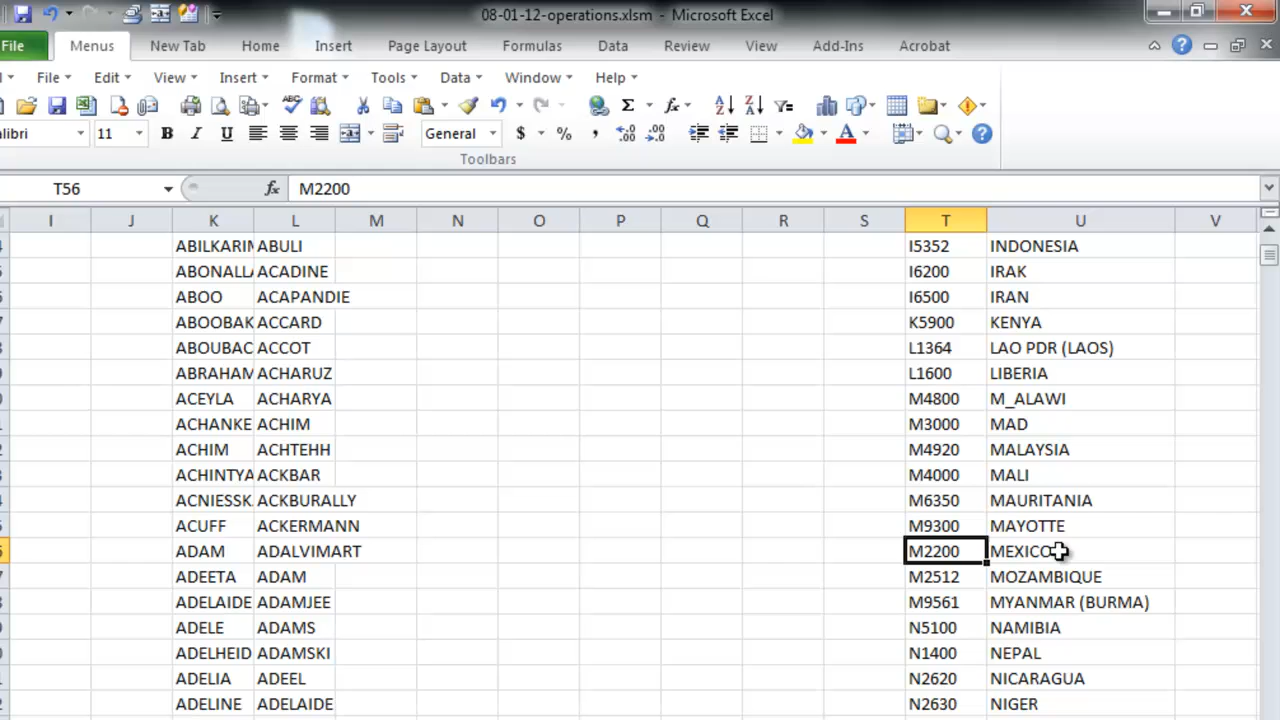 08-01-12-operations.xlsm - Microsoft Excel
File Menus New Tab Home Insert Page Layout Formulas Data Review View Add-Ins Acrobat
File Edit View Insert Format Tools Data Window Help
11 B I U General $ % ,
Toolbars
T56 fx M2200
I J K L M N O P Q R S T U V
ABILKARIM ABULI I5352 INDONESIA
ABONALLA ACADINE I6200 IRAK
ABOO ACAPANDIE I6500 IRAN
ABOOBAK ACCARD K5900 KENYA
ABOUBAC ACCOT L1364 LAO PDR (LAOS)
ABRAHAM ACHARUZ L1600 LIBERIA
ACEYLA ACHARYA M4800 M_ALAWI
ACHANKE ACHIM M3000 MAD
ACHIM ACHTEHH M4920 MALAYSIA
ACHINTYA ACKBAR M4000 MALI
ACNIESSK ACKBURALLY M6350 MAURITANIA
ACUFF ACKERMANN M9300 MAYOTTE
ADAM ADALVIMART M2200 MEXICO
ADEETA ADAM M2512 MOZAMBIQUE
ADELAIDE ADAMJEE M9561 MYANMAR (BURMA)
ADELE ADAMS N5100 NAMIBIA
ADELHEID ADAMSKI N1400 NEPAL
ADELIA ADEEL N2620 NICARAGUA
ADELINE ADELAIDE N2630 NIGER